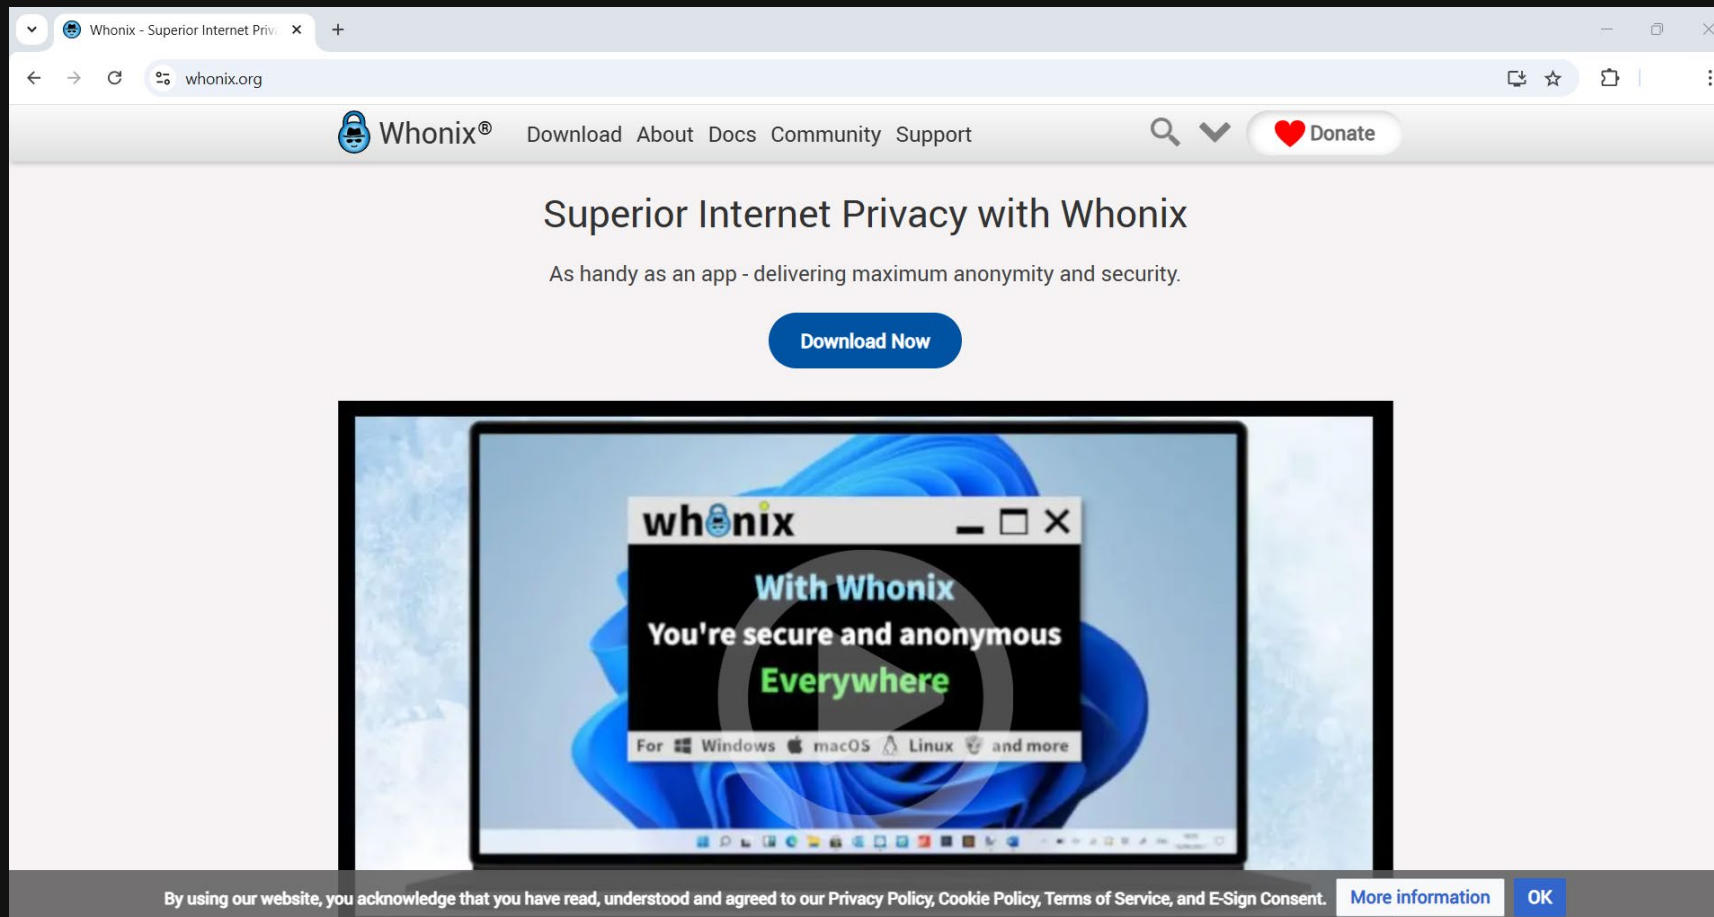 Whonix - Superior Internet Priv
whonix.org
Whonix® Download About Docs Community Support Donate
Superior Internet Privacy with Whonix
As handy as an app - delivering maximum anonymity and security.
Download Now
whonix
With Whonix
You're secure and anonymous
Everywhere
For Windows macOS Linux and more
By using our website, you acknowledge that you have read, understood and agreed to our Privacy Policy, Cookie Policy, Terms of Service, and E-Sign Consent. More information OK